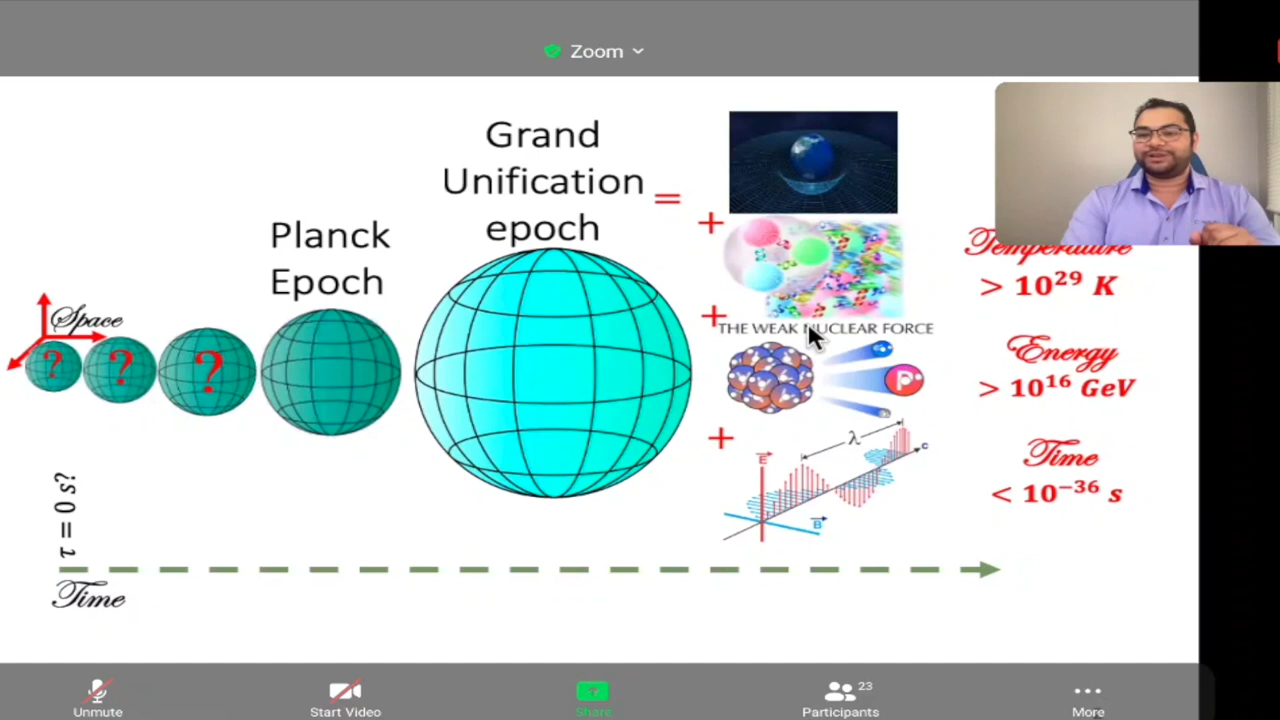 Zoom
Grand
Unification
epoch
=
Planck
Epoch
Space
?
?
?
+
+
THE WEAK NUCLEAR FORCE
P
+
λ
c
E
B
Temperature
> 10²⁹ K
Energy
> 10¹⁶ GeV
Time
< 10⁻³⁶ s
τ = 0 s?
Time
Unmute
Start Video
Share
Participants
23
More